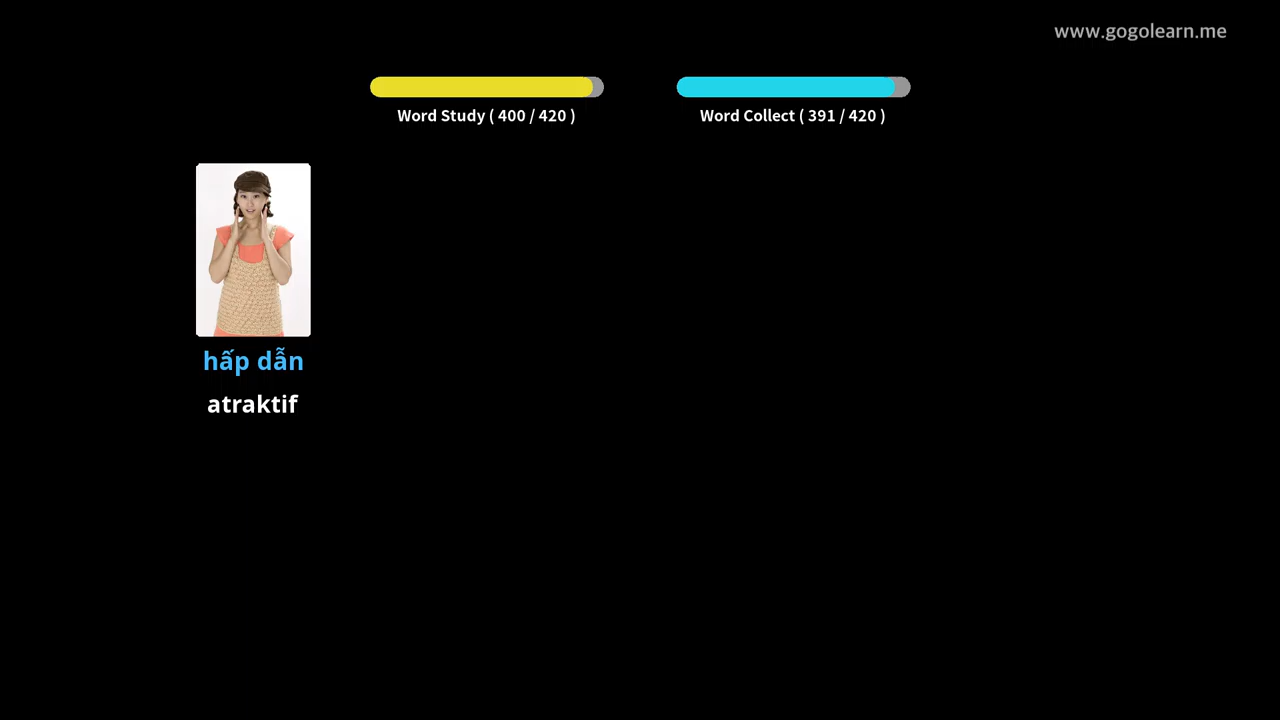 www.gogolearn.me
Word Study ( 400 / 420 )
Word Collect ( 391 / 420 )
hấp dẫn
atraktif